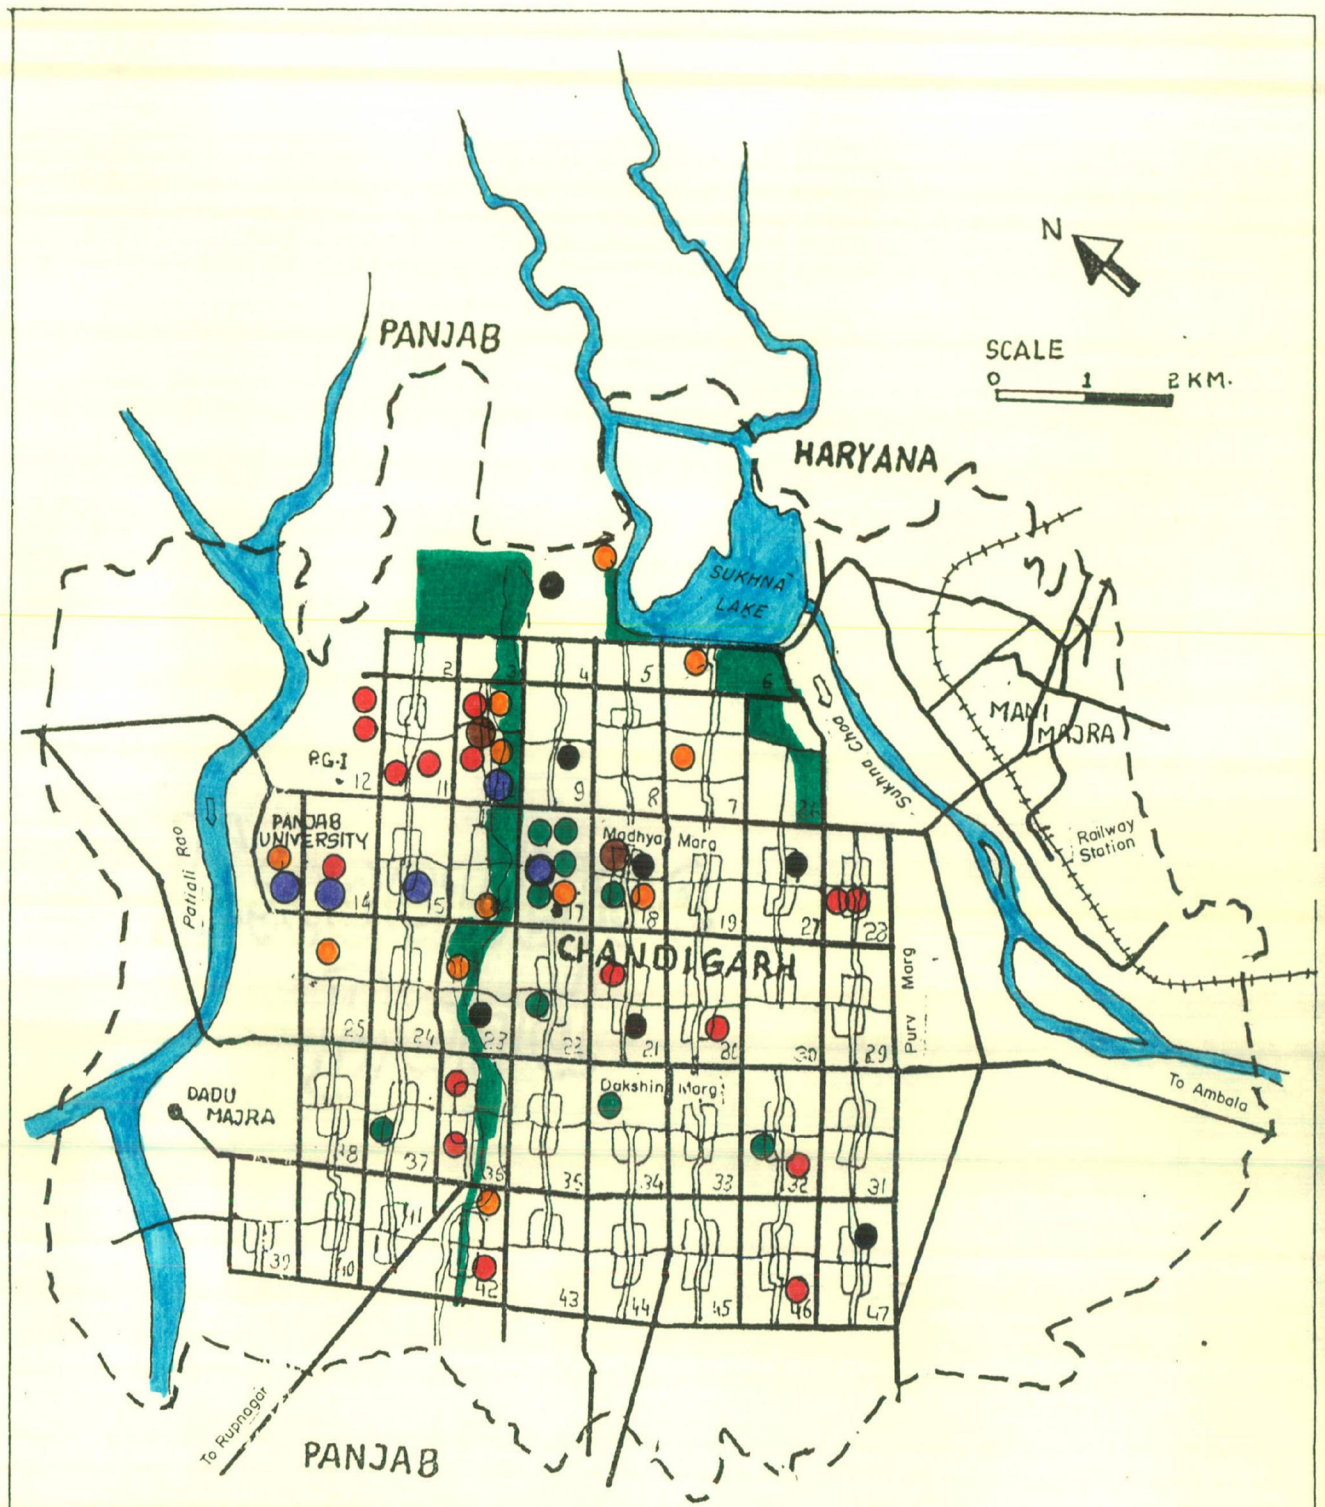 N
PANJAB
SCALE
0 1 2 KM.
HARYANA
SUKHNA
LAKE
2 3 4 5 6
MANI
MAJRA
Sukhna Choa
P.G.I
12 11 9 8 7
Railway
Station
PANJAB
UNIVERSITY
Madhya Marg
Patiali Rao
14 15 17 18 19 27 28
CHANDIGARH
Purv Marg
25 24 23 22 21 20 30 29
To Ambala
DADU
MAJRA
Dakshin Marg
38 37 36 35 34 33 32 31
39 40 41 42 43 44 45 46 47
To Rupnagar
PANJAB